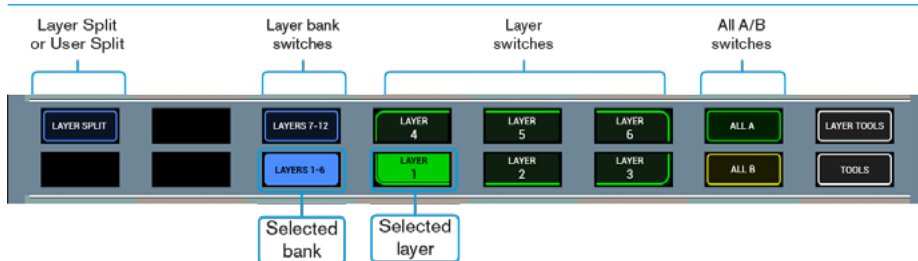 Layer Split
or User Split
Layer bank
switches
Layer
switches
All A/B
switches
LAYER SPLIT
LAYERS 7-12
LAYER
4
LAYER
5
LAYER
6
ALL A
LAYER TOOLS
LAYERS 1-6
LAYER
1
LAYER
2
LAYER
3
ALL B
TOOLS
Selected
bank
Selected
layer